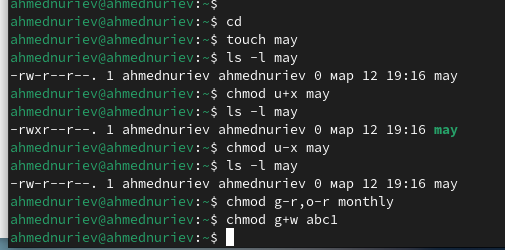 ahmednuriev@ahmednuriev:~$
ahmednuriev@ahmednuriev:~$ cd
ahmednuriev@ahmednuriev:~$ touch may
ahmednuriev@ahmednuriev:~$ ls -l may
-rw-r--r--. 1 ahmednuriev ahmednuriev 0 мар 12 19:16 may
ahmednuriev@ahmednuriev:~$ chmod u+x may
ahmednuriev@ahmednuriev:~$ ls -l may
-rwxr--r--. 1 ahmednuriev ahmednuriev 0 мар 12 19:16 may
ahmednuriev@ahmednuriev:~$ chmod u-x may
ahmednuriev@ahmednuriev:~$ ls -l may
-rw-r--r--. 1 ahmednuriev ahmednuriev 0 мар 12 19:16 may
ahmednuriev@ahmednuriev:~$ chmod g-r,o-r monthly
ahmednuriev@ahmednuriev:~$ chmod g+w abc1
ahmednuriev@ahmednuriev:~$